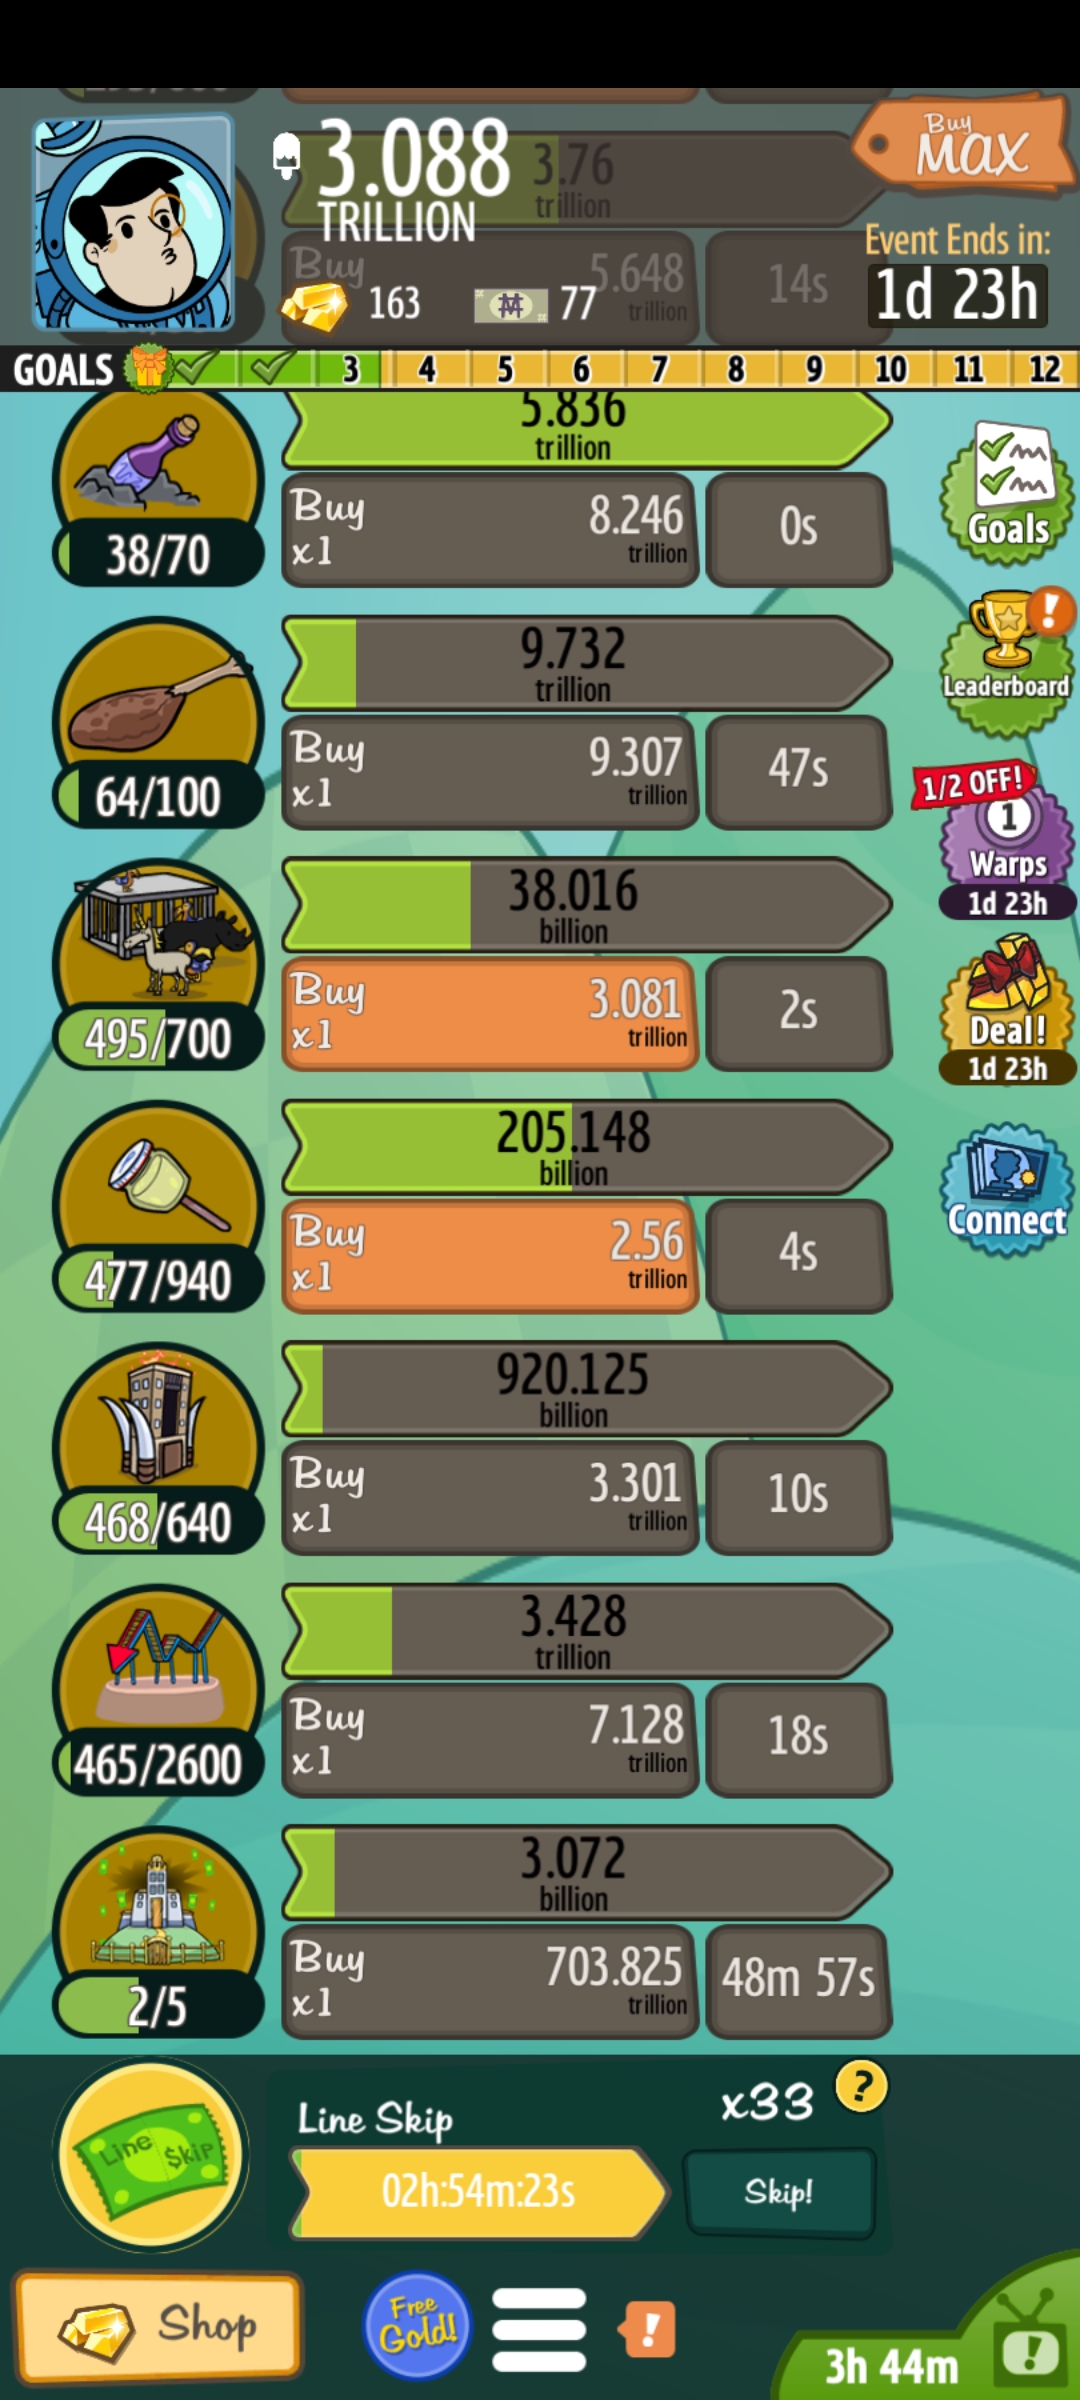 3.76
trillion
3.088
TRILLION
Buy
MAX
Buy
5.648
trillion
14s
163
77
Event Ends in:
1d 23h
GOALS 3 4 5 6 7 8 9 10 11 12
5.836
trillion
38/70
Buy
x1
8.246
trillion
0s
Goals
9.732
trillion
64/100
Buy
x1
9.307
trillion
47s
Leaderboard
1/2 OFF!
1
Warps
1d 23h
38.016
billion
495/700
Buy
x1
3.081
trillion
2s
Deal!
1d 23h
205.148
billion
477/940
Buy
x1
2.56
trillion
4s
Connect
920.125
billion
468/640
Buy
x1
3.301
trillion
10s
3.428
trillion
465/2600
Buy
x1
7.128
trillion
18s
3.072
billion
2/5
Buy
x1
703.825
trillion
48m 57s
Line $kip
Line Skip
x33
?
02h:54m:23s
Skip!
Shop
Free
Gold!
!
3h 44m
!